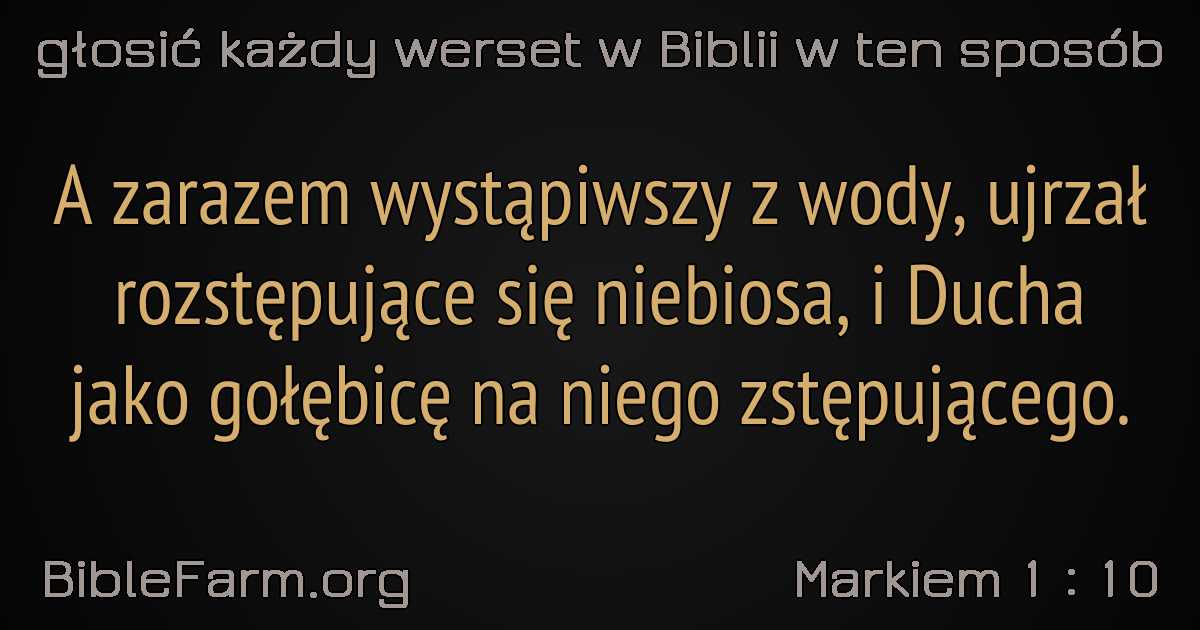 głosić każdy werset w Biblii w ten sposób
A zarazem wystąpiwszy z wody, ujrzał
rozstępujące się niebiosa, i Ducha
jako gołębicę na niego zstępującego.
BibleFarm.org
Markiem 1 : 10